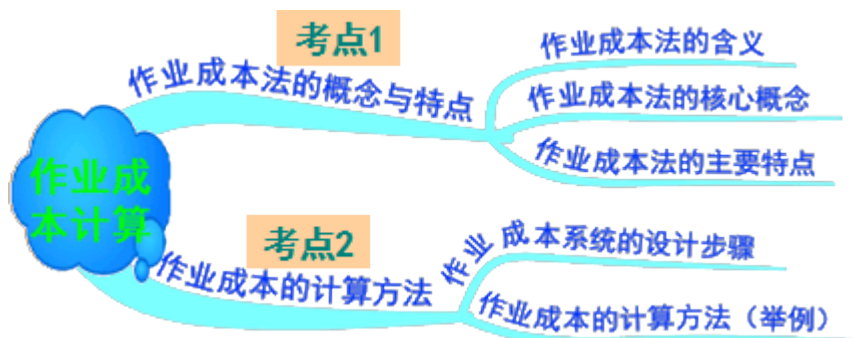 作业成
本计算
考点1
作业成本法的概念与特点
作业成本法的含义
作业成本法的核心概念
作业成本法的主要特点
考点2
作业成本的计算方法
作业成本系统的设计步骤
作业成本的计算方法（举例）